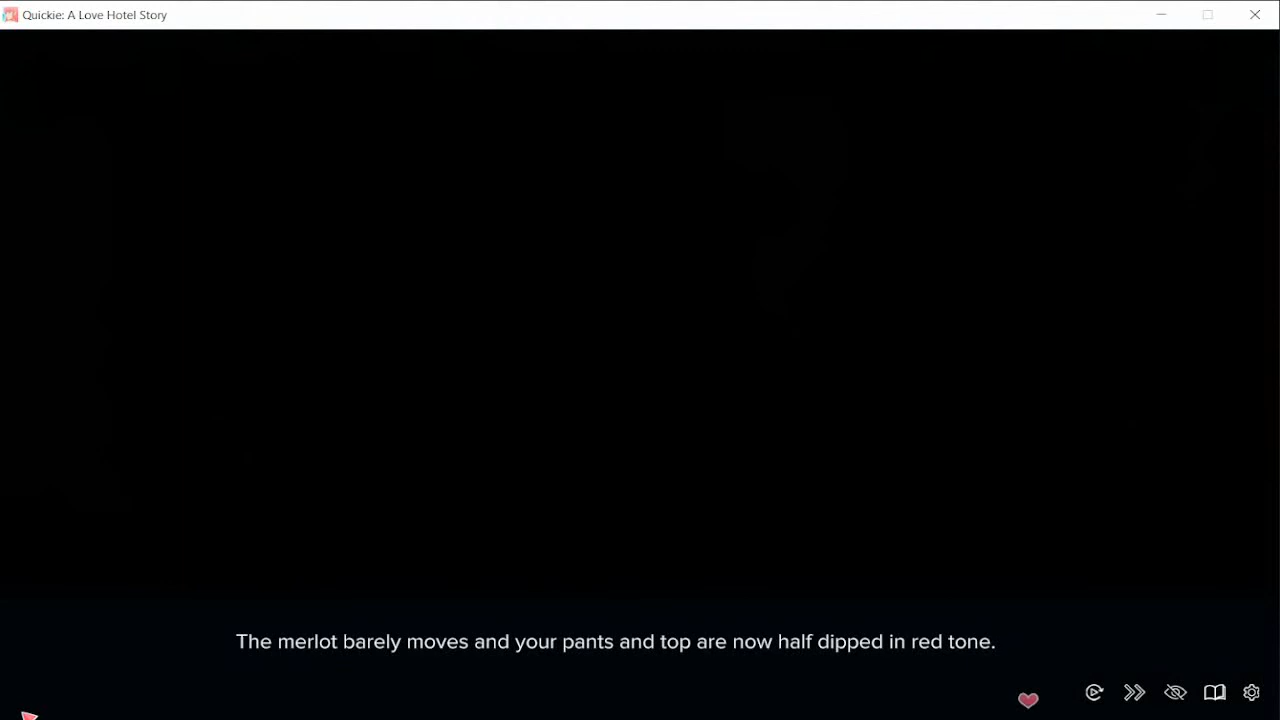 Quickie: A Love Hotel Story
The merlot barely moves and your pants and top are now half dipped in red tone.